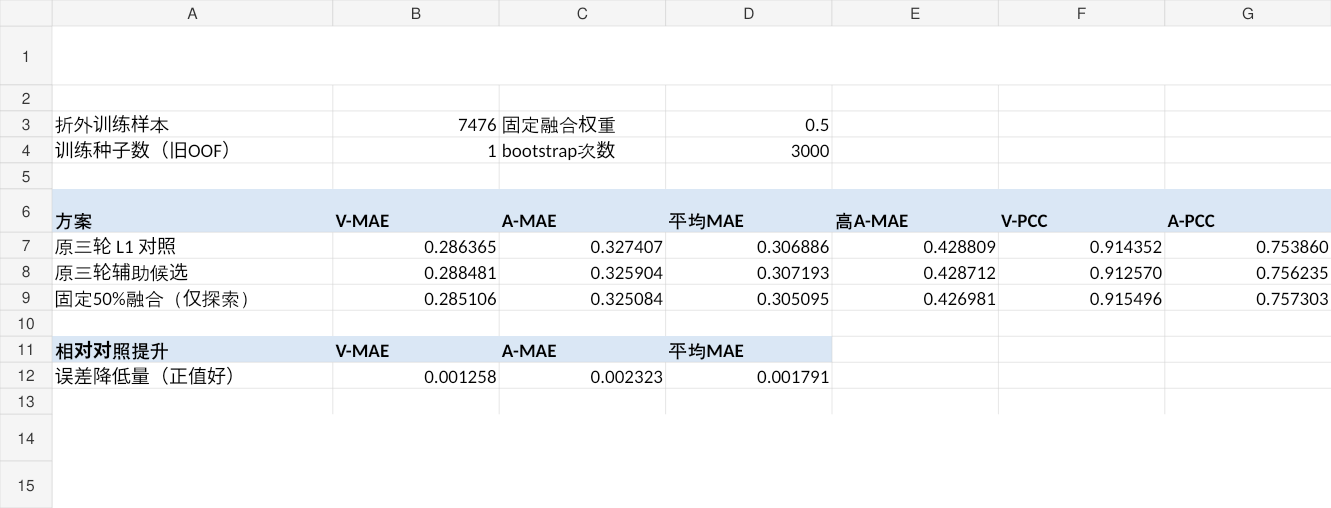 A B C D E F G
1
2
3 折外训练样本 7476 固定融合权重 0.5
4 训练种子数（旧OOF） 1 bootstrap次数 3000
5
6 方案 V-MAE A-MAE 平均MAE 高A-MAE V-PCC A-PCC
7 原三轮 L1 对照 0.286365 0.327407 0.306886 0.428809 0.914352 0.753860
8 原三轮辅助候选 0.288481 0.325904 0.307193 0.428712 0.912570 0.756235
9 固定50%融合（仅探索） 0.285106 0.325084 0.305095 0.426981 0.915496 0.757303
10
11 相对对照提升 V-MAE A-MAE 平均MAE
12 误差降低量（正值好） 0.001258 0.002323 0.001791
13
14
15